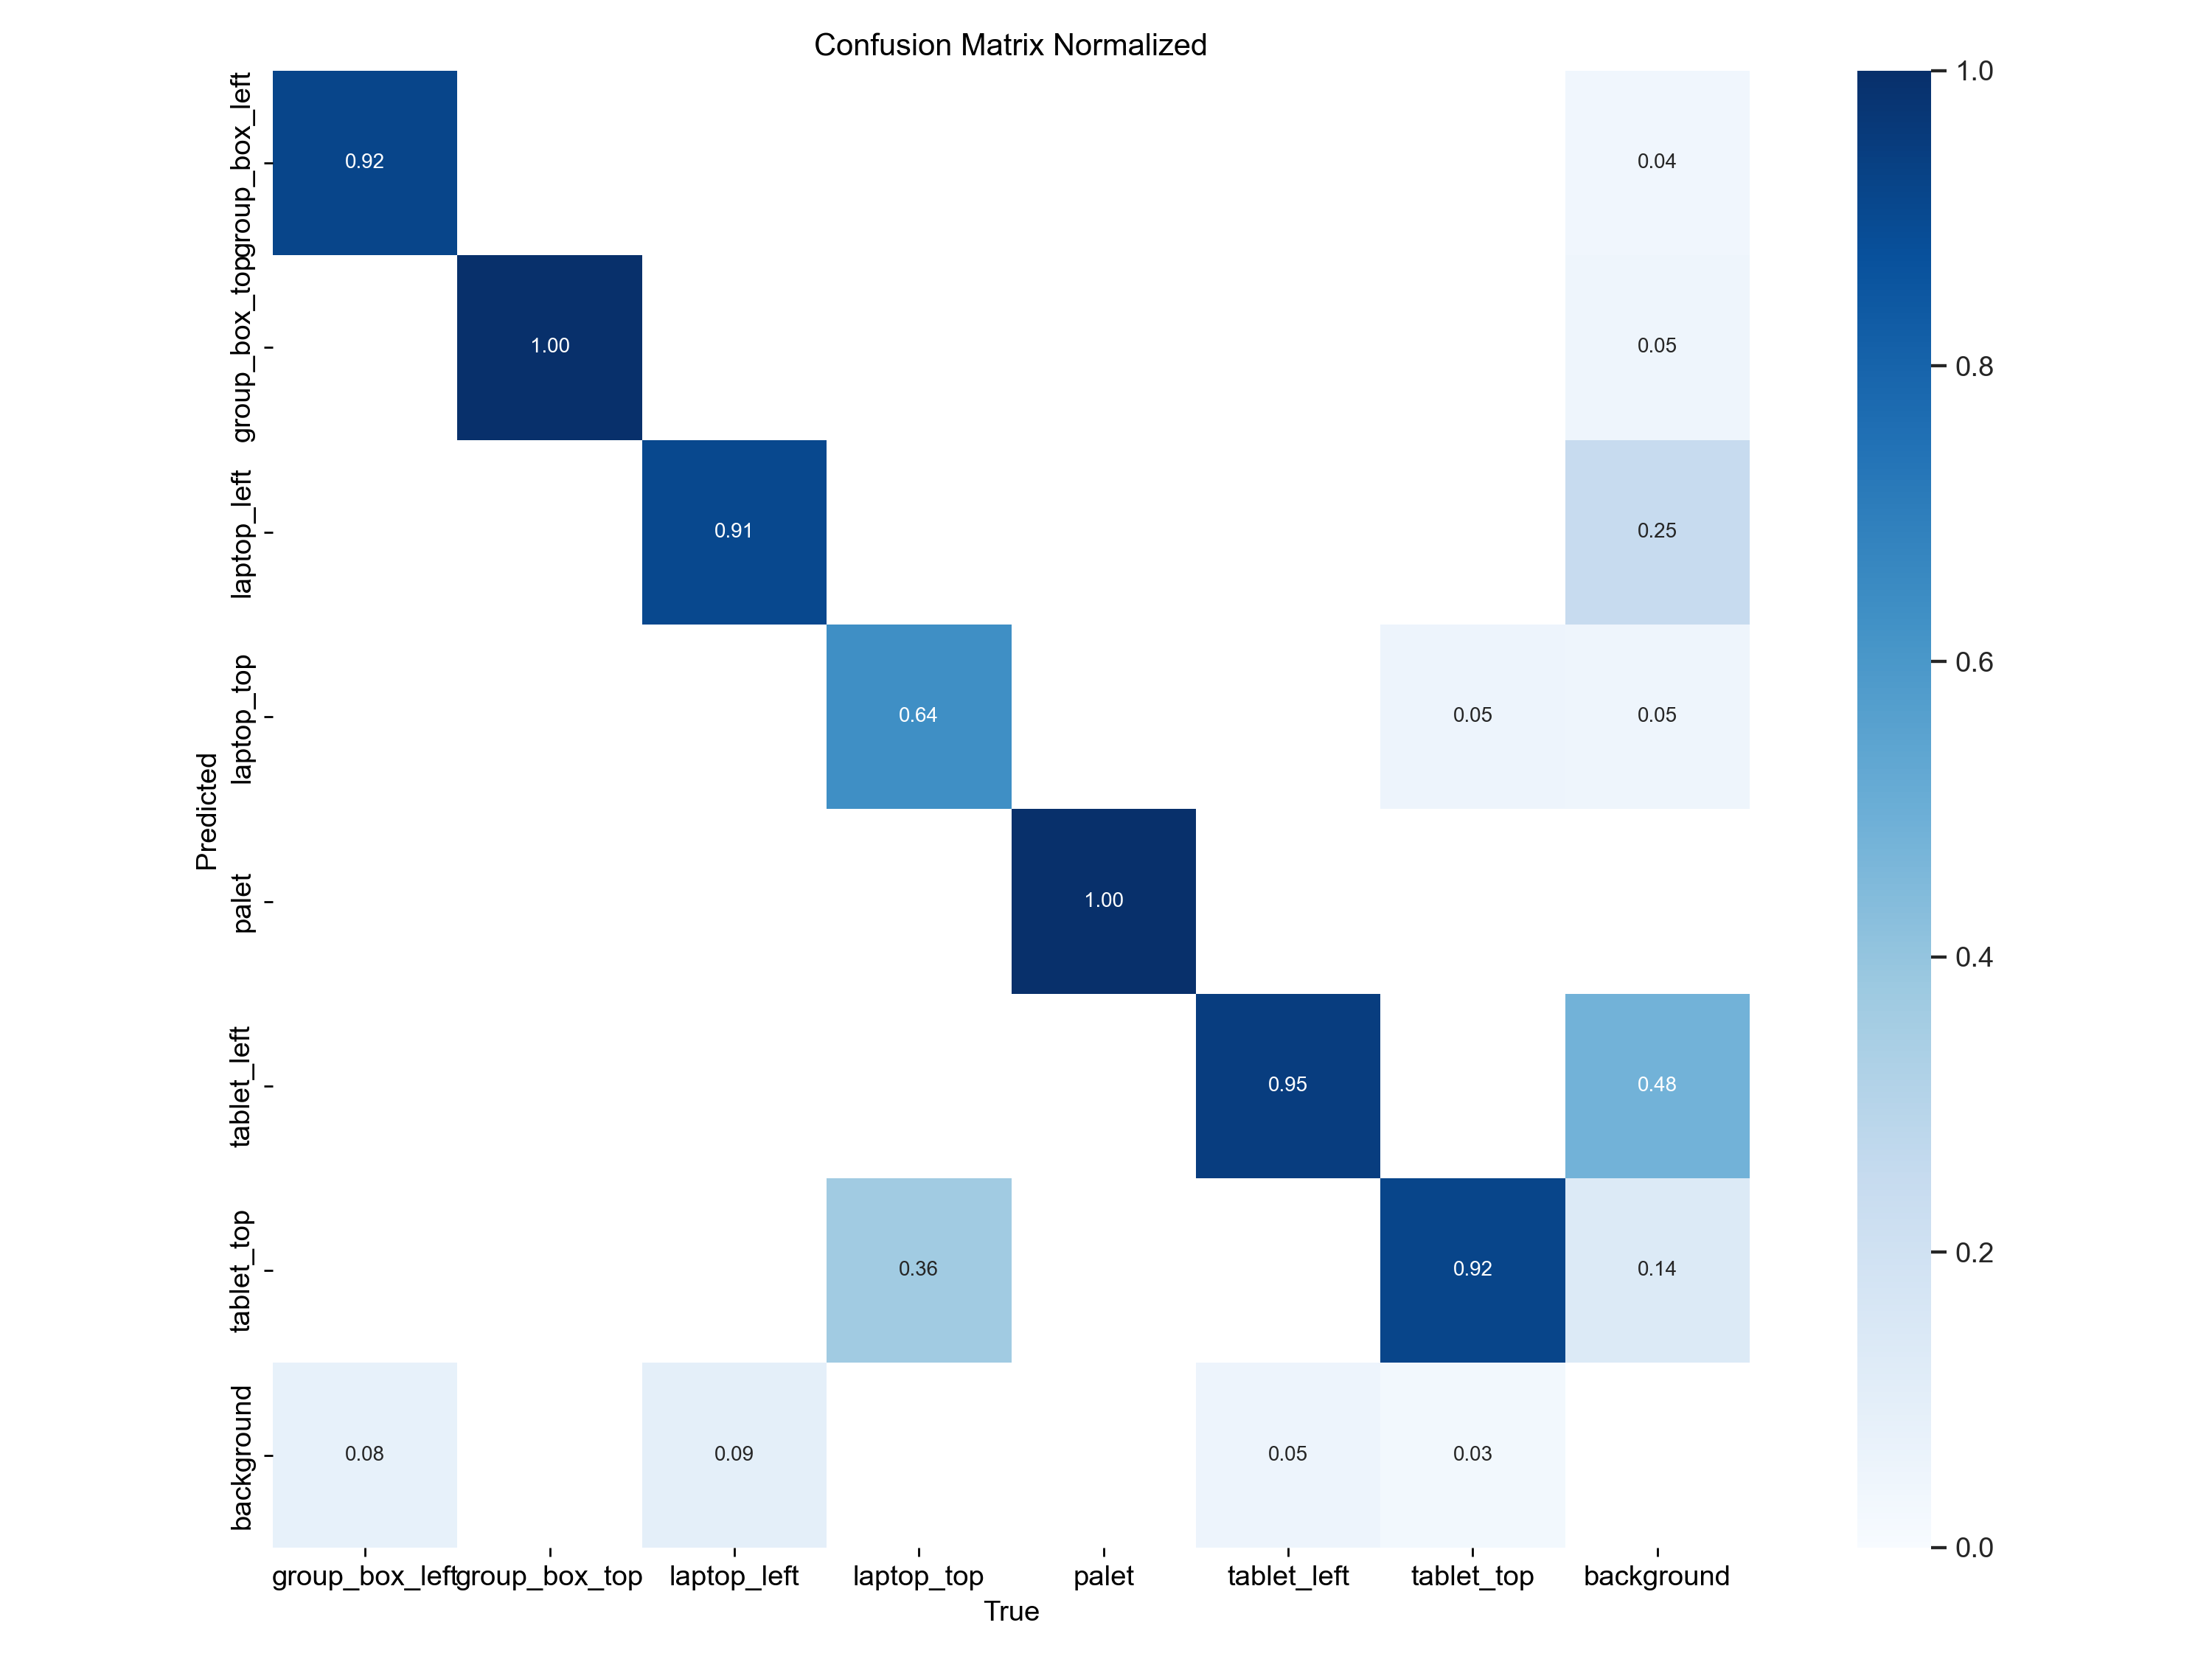 Confusion Matrix Normalized
group_box_left
0.92
0.04
1.0
group_box_top
1.00
0.05
0.8
laptop_left
0.91
0.25
laptop_top
0.64
0.05
0.05
0.6
Predicted
palet
1.00
0.4
tablet_left
0.95
0.48
tablet_top
0.36
0.92
0.14
0.2
background
0.08
0.09
0.05
0.03
0.0
group_box_left group_box_top laptop_left laptop_top palet tablet_left tablet_top background
True